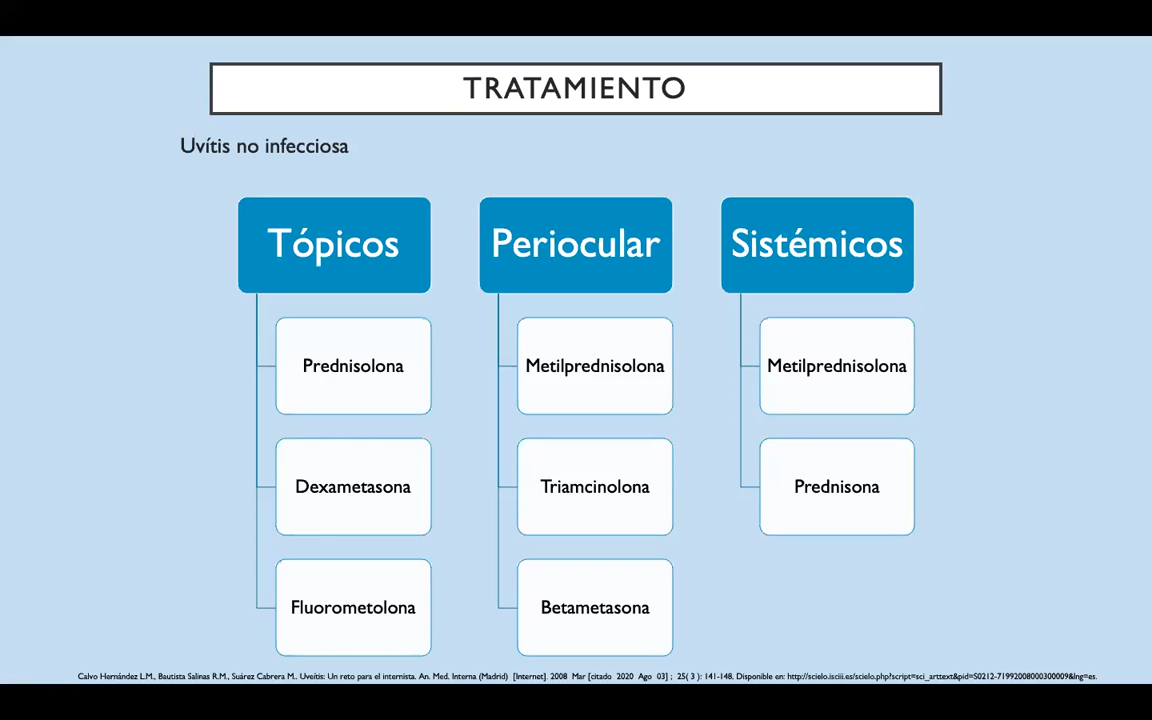 TRATAMIENTO
Uvítis no infecciosa
Tópicos
Prednisolona
Dexametasona
Fluorometolona
Periocular
Metilprednisolona
Triamcinolona
Betametasona
Sistémicos
Metilprednisolona
Prednisona
Calvo Hernández L.M., Bautista Salinas R.M., Suárez Cabrera M.. Uveítis: Un reto para el internista. An. Med. Interna (Madrid) [Internet]. 2008 Mar [citado 2020 Ago 03] ; 25( 3 ): 141-148. Disponible en: http://scielo.isciii.es/scielo.php?script=sci_arttext&pid=S0212-71992008000300009&lng=es.